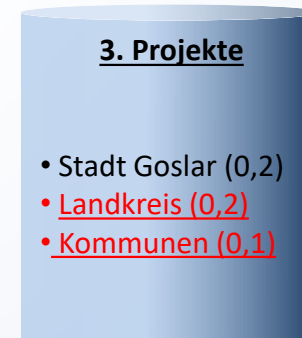 3. Projekte
• Stadt Goslar (0,2)
• Landkreis (0,2)
• Kommunen (0,1)